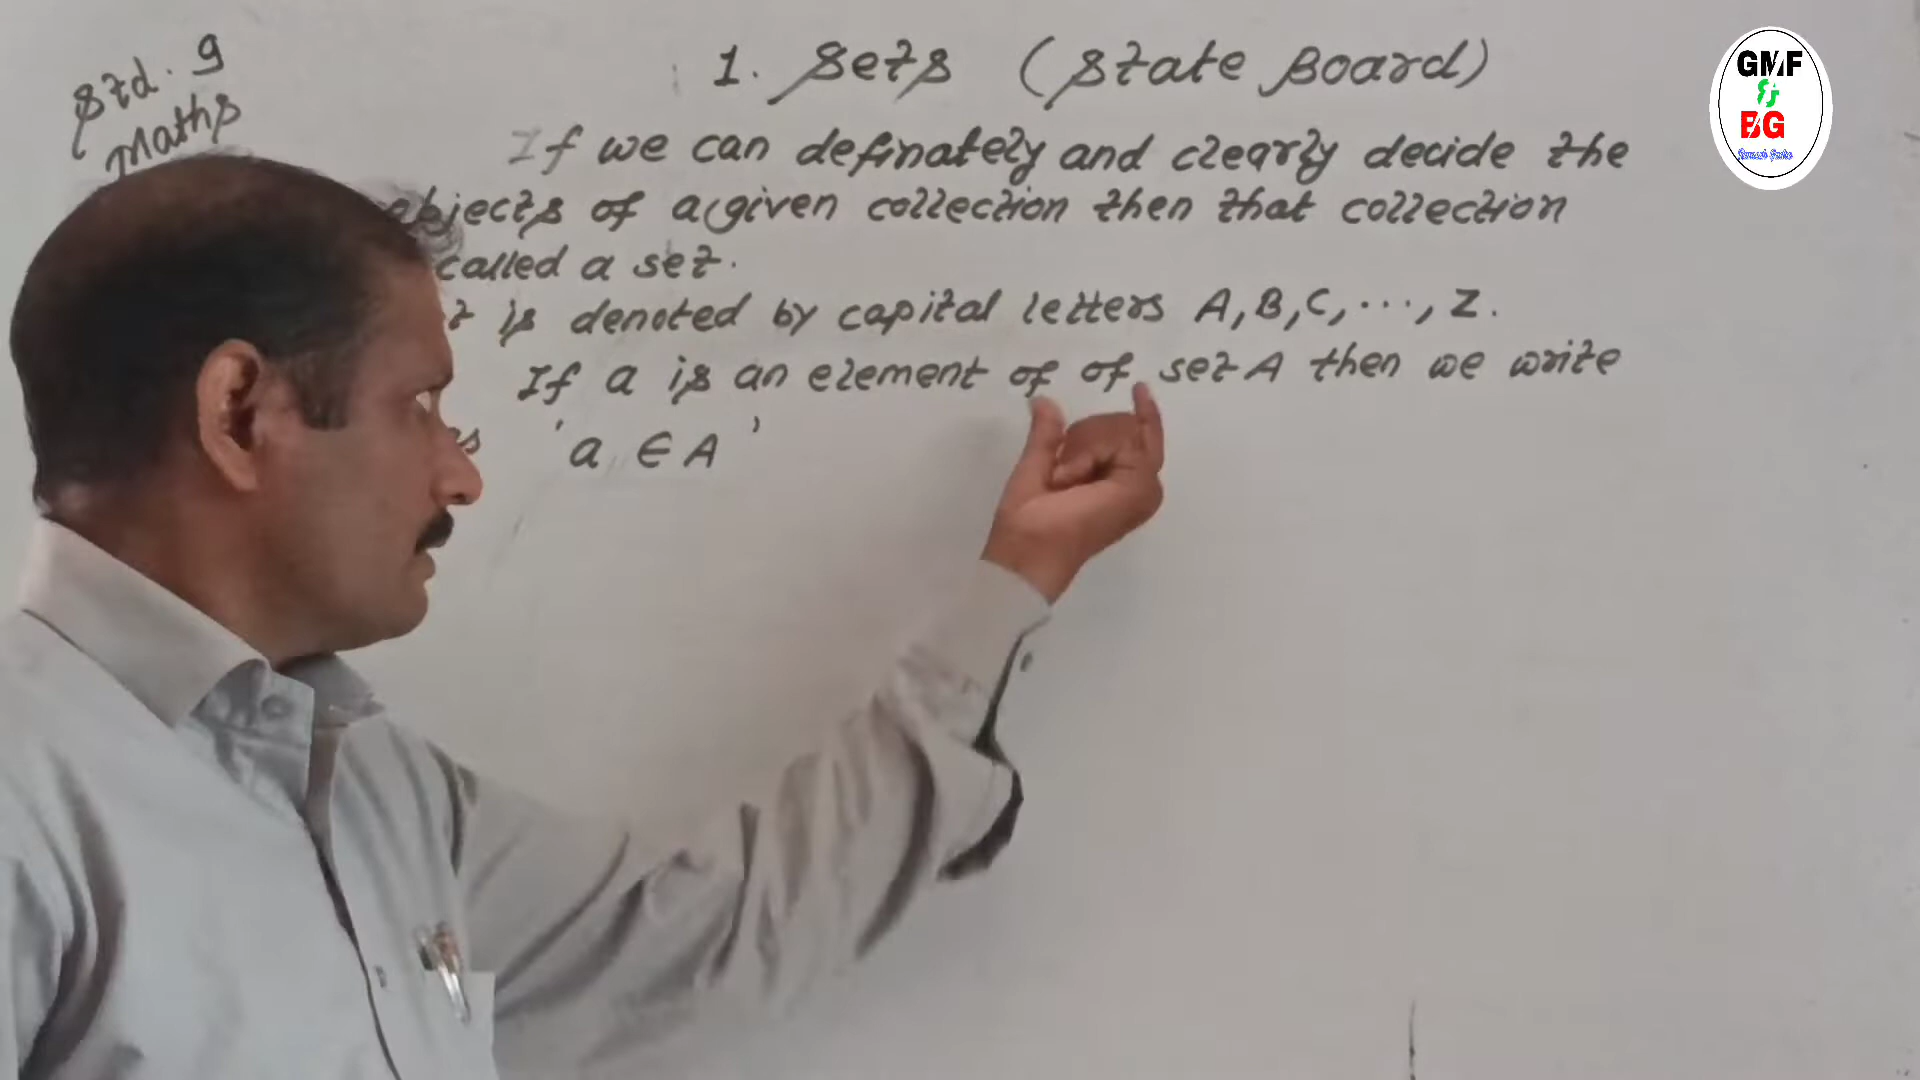 std. 9
Maths
1. Sets (State Board)
If we can definately and clearly decide the
objects of a given collection then that collection
called a set.
is denoted by capital letters A, B, C, ..., Z.
If a is an element of of set A then we write
as 'a ∈ A'
GMF
BG